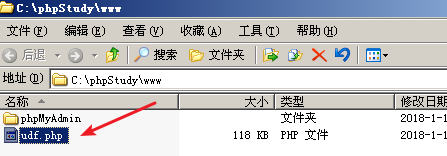 C:\phpStudy\www
文件(F) 编辑(E) 查看(V) 收藏(A) 工具(T) 帮助(H)
后退 搜索 文件夹
地址(D) C:\phpStudy\www
名称 大小 类型 修改日期
phpMyAdmin 文件夹 2018-1-1
udf.php 118 KB PHP 文件 2018-1-1